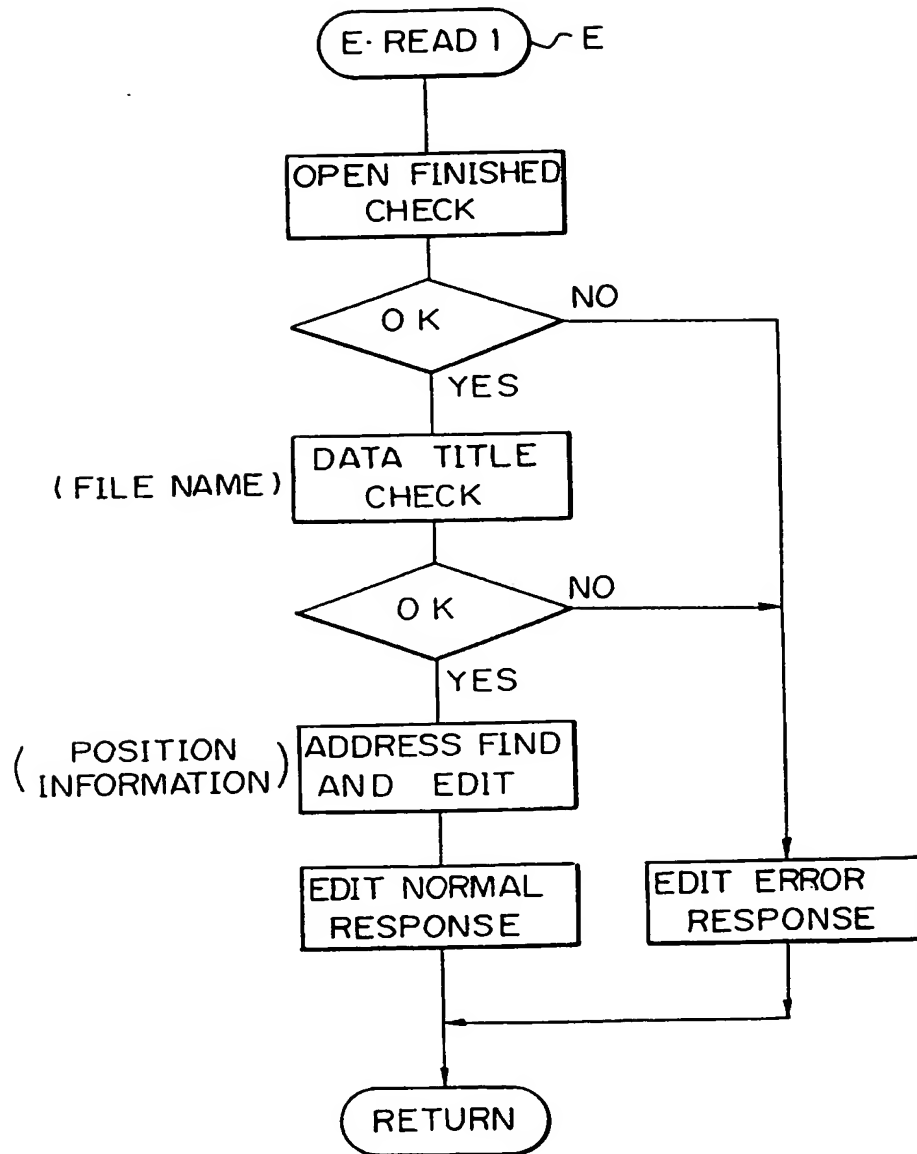 E·READ 1
E
OPEN FINISHED
CHECK
OK
NO
YES
(FILE NAME)
DATA TITLE
CHECK
OK
NO
YES
(POSITION
INFORMATION)
ADDRESS FIND
AND EDIT
EDIT NORMAL
RESPONSE
EDIT ERROR
RESPONSE
RETURN